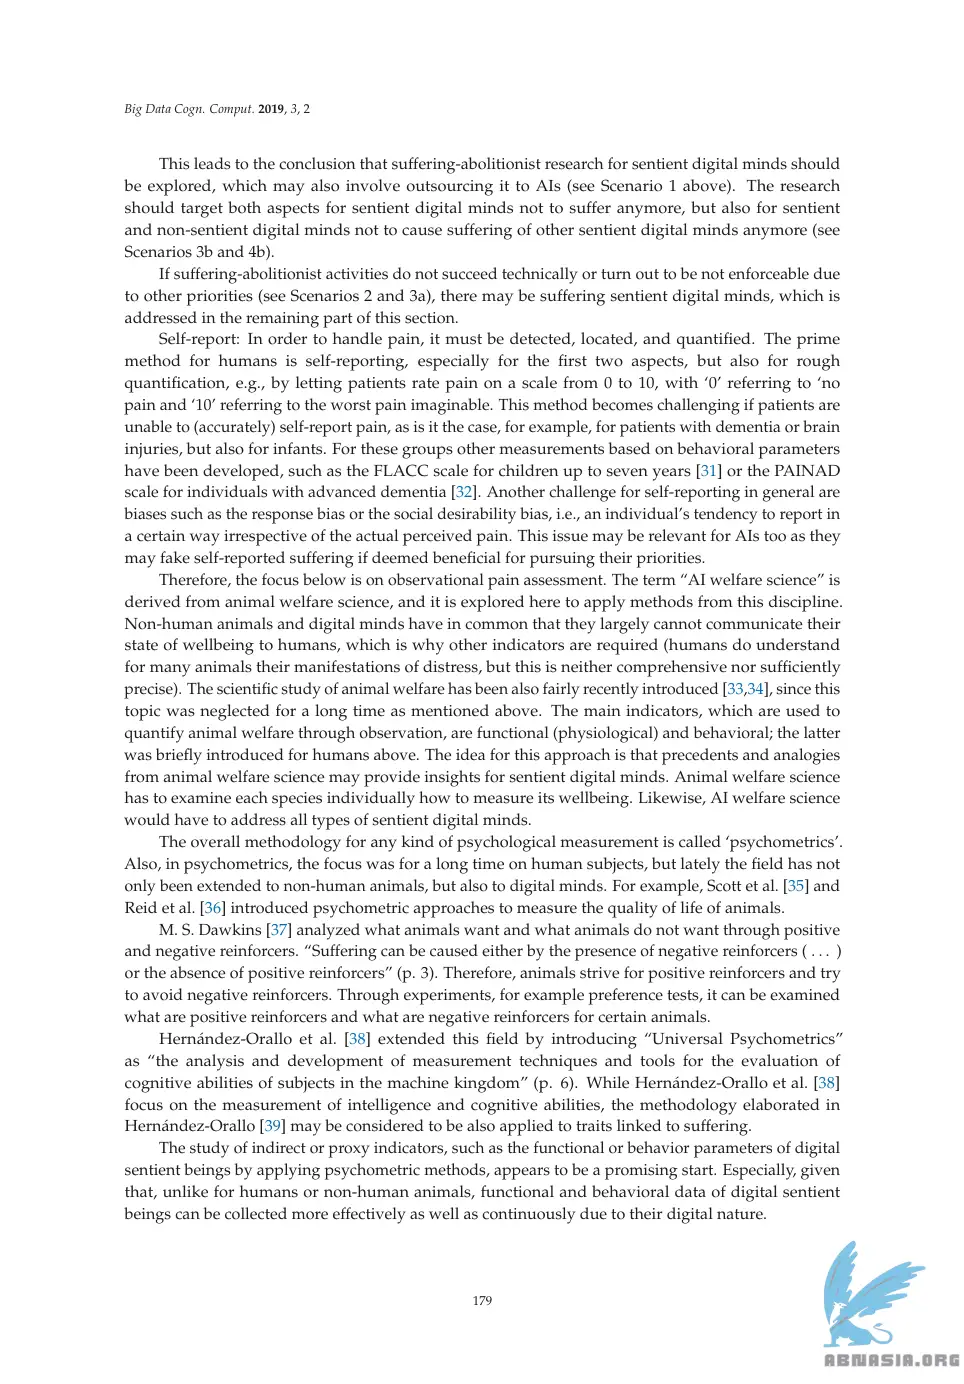 Big Data Cogn. Comput. 2019, 3, 2
This leads to the conclusion that suffering-abolitionist research for sentient digital minds should
be explored, which may also involve outsourcing it to AIs (see Scenario 1 above). The research
should target both aspects for sentient digital minds not to suffer anymore, but also for sentient
and non-sentient digital minds not to cause suffering of other sentient digital minds anymore (see
Scenarios 3b and 4b).
If suffering-abolitionist activities do not succeed technically or turn out to be not enforceable due
to other priorities (see Scenarios 2 and 3a), there may be suffering sentient digital minds, which is
addressed in the remaining part of this section.
Self-report: In order to handle pain, it must be detected, located, and quantified. The prime
method for humans is self-reporting, especially for the first two aspects, but also for rough
quantification, e.g., by letting patients rate pain on a scale from 0 to 10, with ‘0’ referring to ‘no
pain and ‘10’ referring to the worst pain imaginable. This method becomes challenging if patients are
unable to (accurately) self-report pain, as is it the case, for example, for patients with dementia or brain
injuries, but also for infants. For these groups other measurements based on behavioral parameters
have been developed, such as the FLACC scale for children up to seven years [31] or the PAINAD
scale for individuals with advanced dementia [32]. Another challenge for self-reporting in general are
biases such as the response bias or the social desirability bias, i.e., an individual’s tendency to report in
a certain way irrespective of the actual perceived pain. This issue may be relevant for AIs too as they
may fake self-reported suffering if deemed beneficial for pursuing their priorities.
Therefore, the focus below is on observational pain assessment. The term “AI welfare science” is
derived from animal welfare science, and it is explored here to apply methods from this discipline.
Non-human animals and digital minds have in common that they largely cannot communicate their
state of wellbeing to humans, which is why other indicators are required (humans do understand
for many animals their manifestations of distress, but this is neither comprehensive nor sufficiently
precise). The scientific study of animal welfare has been also fairly recently introduced [33,34], since this
topic was neglected for a long time as mentioned above. The main indicators, which are used to
quantify animal welfare through observation, are functional (physiological) and behavioral; the latter
was briefly introduced for humans above. The idea for this approach is that precedents and analogies
from animal welfare science may provide insights for sentient digital minds. Animal welfare science
has to examine each species individually how to measure its wellbeing. Likewise, AI welfare science
would have to address all types of sentient digital minds.
The overall methodology for any kind of psychological measurement is called ‘psychometrics’.
Also, in psychometrics, the focus was for a long time on human subjects, but lately the field has not
only been extended to non-human animals, but also to digital minds. For example, Scott et al. [35] and
Reid et al. [36] introduced psychometric approaches to measure the quality of life of animals.
M. S. Dawkins [37] analyzed what animals want and what animals do not want through positive
and negative reinforcers. “Suffering can be caused either by the presence of negative reinforcers ( . . . )
or the absence of positive reinforcers” (p. 3). Therefore, animals strive for positive reinforcers and try
to avoid negative reinforcers. Through experiments, for example preference tests, it can be examined
what are positive reinforcers and what are negative reinforcers for certain animals.
Hernández-Orallo et al. [38] extended this field by introducing “Universal Psychometrics”
as “the analysis and development of measurement techniques and tools for the evaluation of
cognitive abilities of subjects in the machine kingdom” (p. 6). While Hernández-Orallo et al. [38]
focus on the measurement of intelligence and cognitive abilities, the methodology elaborated in
Hernández-Orallo [39] may be considered to be also applied to traits linked to suffering.
The study of indirect or proxy indicators, such as the functional or behavior parameters of digital
sentient beings by applying psychometric methods, appears to be a promising start. Especially, given
that, unlike for humans or non-human animals, functional and behavioral data of digital sentient
beings can be collected more effectively as well as continuously due to their digital nature.
179
ABNASIA.ORG